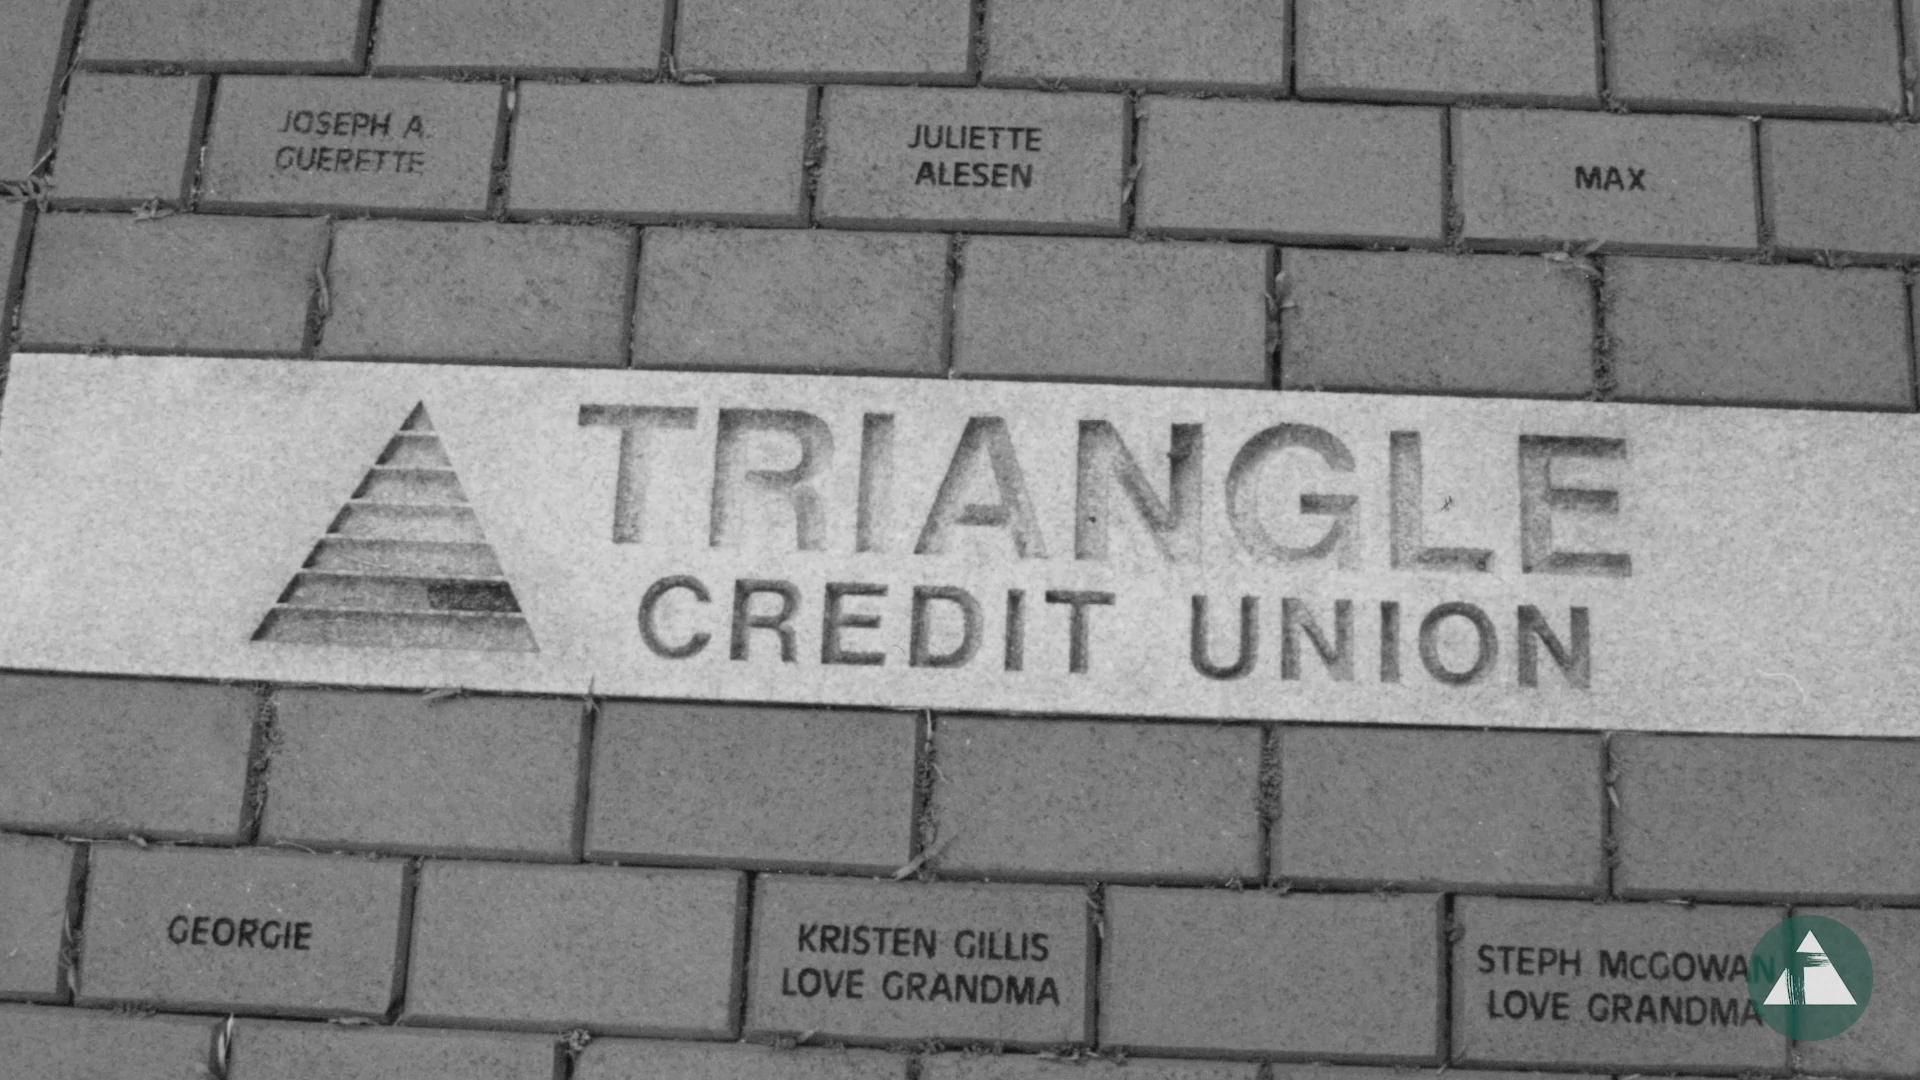 JOSEPH A.
GUERETTE
JULIETTE
ALESEN
MAX
TRIANGLE
CREDIT UNION
GEORGIE
KRISTEN GILLIS
LOVE GRANDMA
STEPH McGOWAN
LOVE GRANDMA